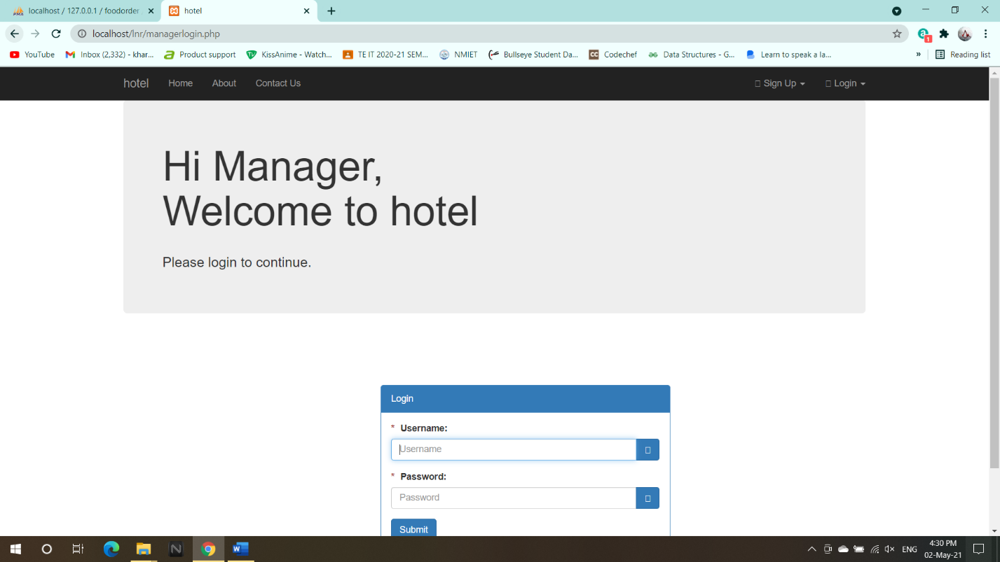 localhost / 127.0.0.1 / foodorder
hotel
localhost/lnr/managerlogin.php
1
YouTube
Inbox (2,332) - khar...
Product support
KissAnime - Watch...
TE IT 2020-21 SEM...
NMIET
Bullseye Student Da...
CC Codechef
Data Structures - G...
Learn to speak a la...
»
Reading list
hotel Home About Contact Us Sign Up Login
Hi Manager,
Welcome to hotel
Please login to continue.
Login
* Username:
Username
* Password:
Password
Submit
ENG
4:30 PM
02-May-21